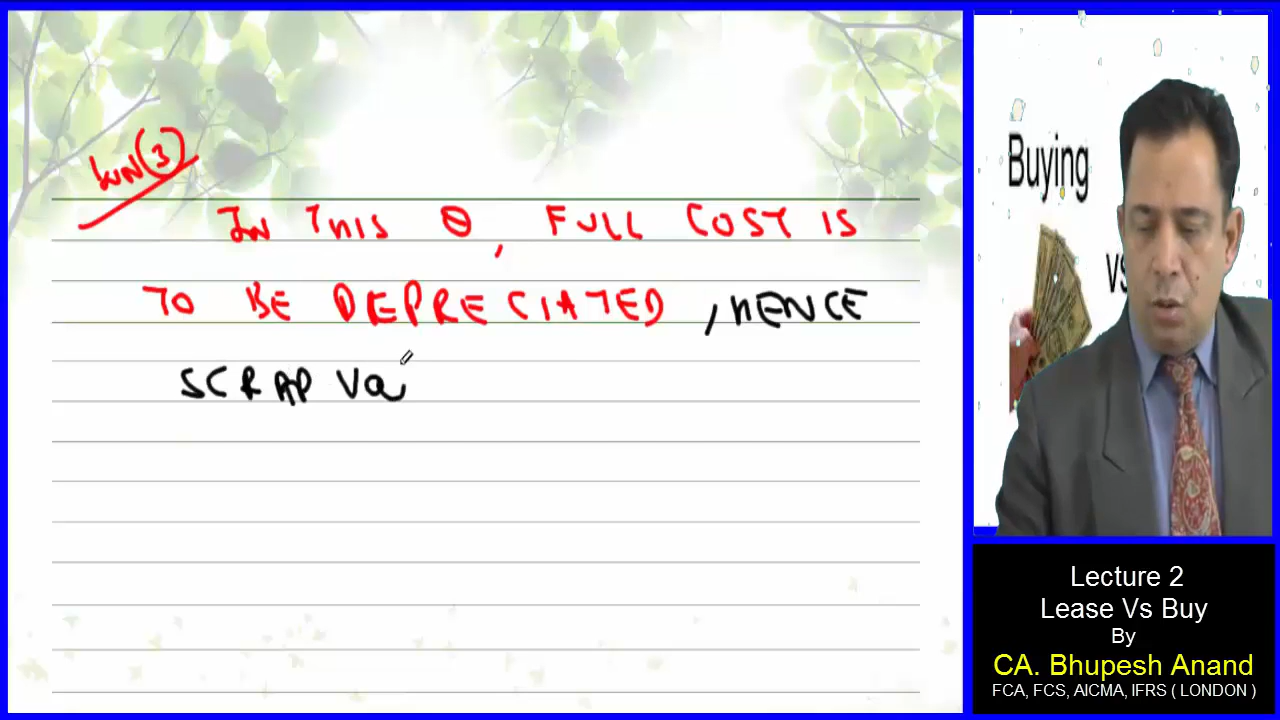 WN(3)
IN THIS Q, FULL COST IS
TO BE DEPRECIATED, HENCE
SCRAP Va
Buying
vs
Lecture 2
Lease Vs Buy
By
CA. Bhupesh Anand
FCA, FCS, AICMA, IFRS ( LONDON )